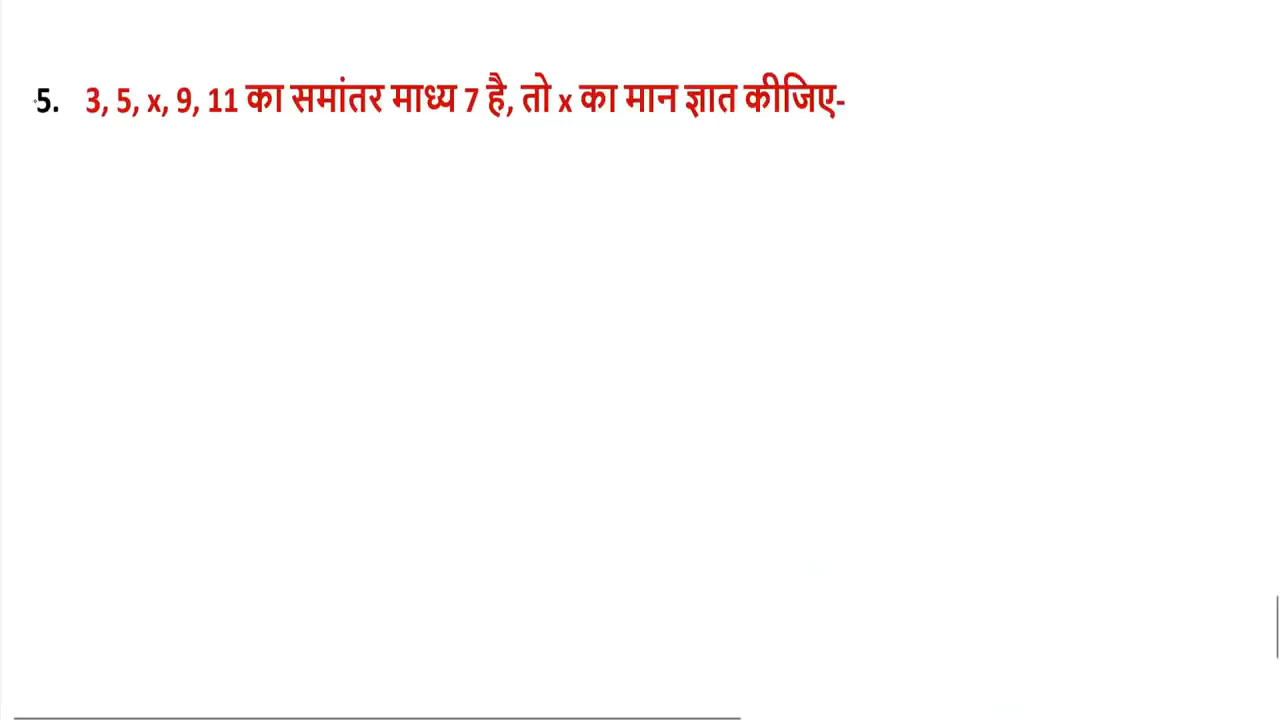 5. 3, 5, x, 9, 11 का समांतर माध्य 7 है, तो x का मान ज्ञात कीजिए-